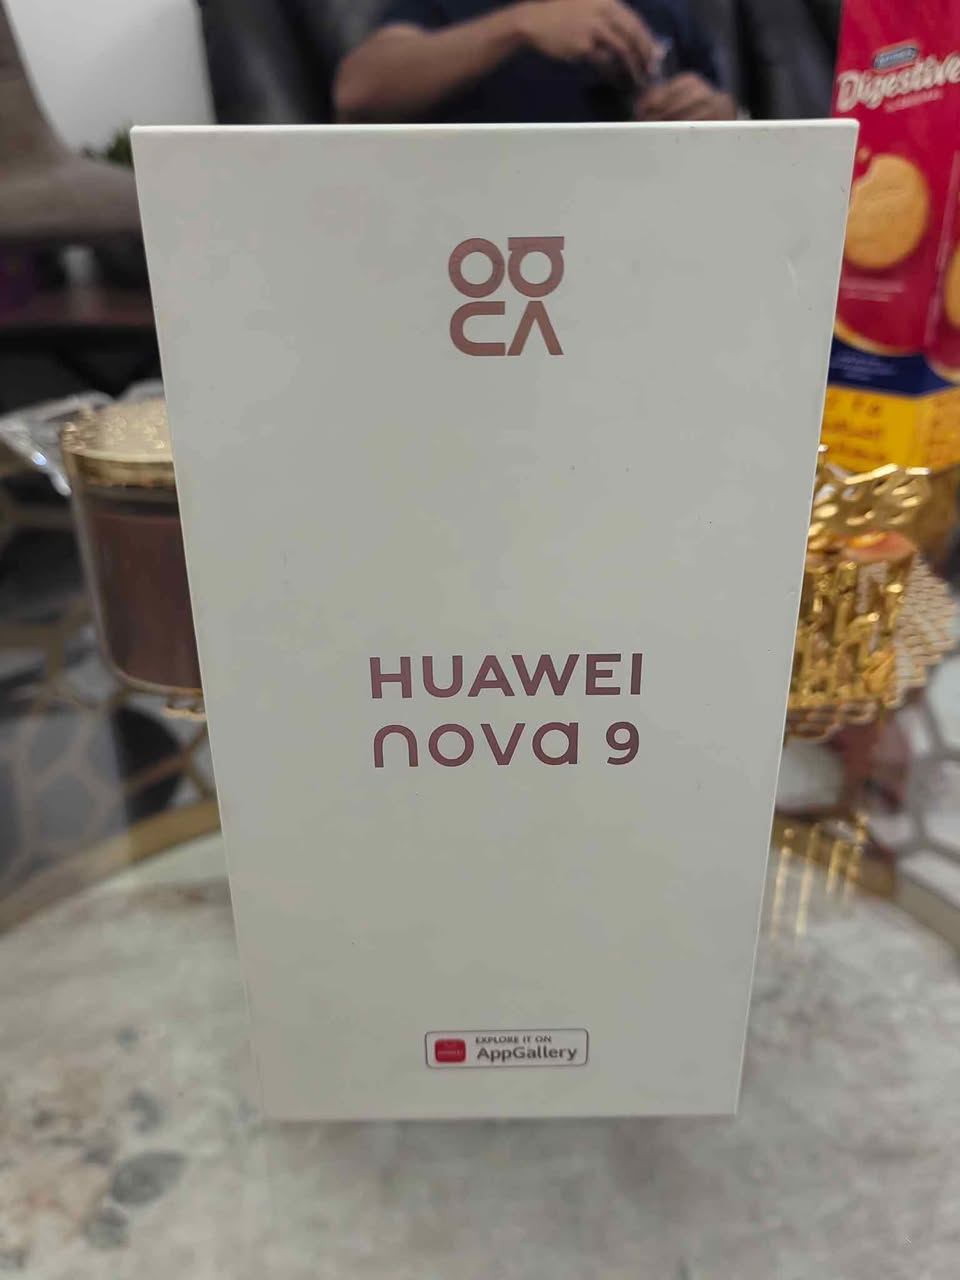 Digestive
HUAWEI
nova 9
EXPLORE IT ON
AppGallery